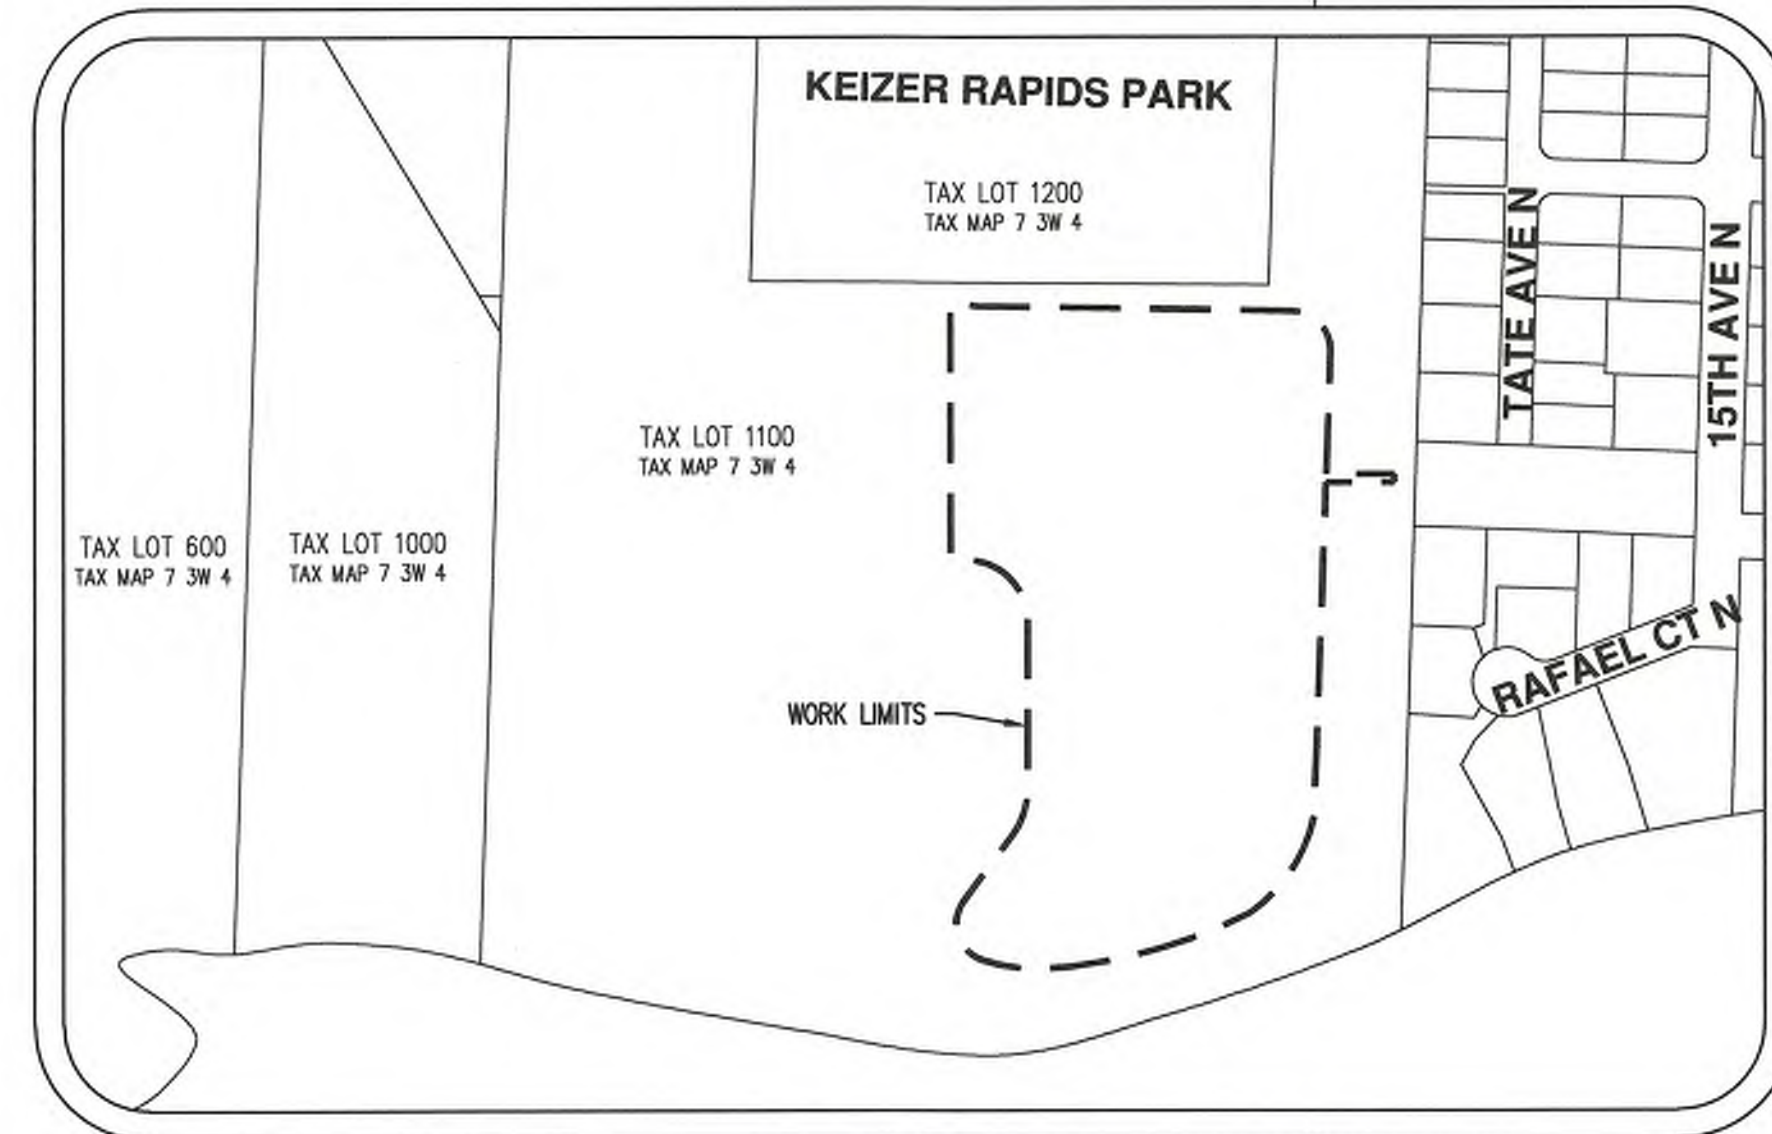 KEIZER RAPIDS PARK
TAX LOT 1200
TAX MAP 7 3W 4
TATE AVE N
15TH AVE N
TAX LOT 1100
TAX MAP 7 3W 4
TAX LOT 600
TAX MAP 7 3W 4
TAX LOT 1000
TAX MAP 7 3W 4
RAFAEL CT N
WORK LIMITS